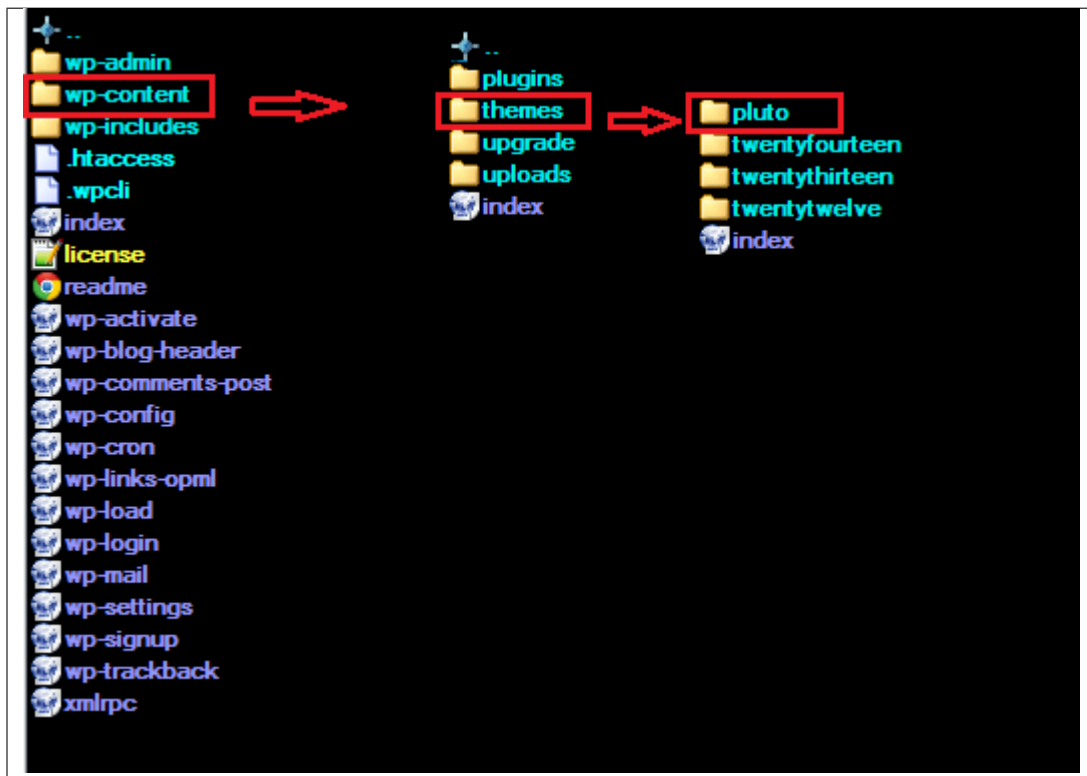 ..
wp-admin
wp-content
wp-includes
.htaccess
.wpcli
index
license
readme
wp-activate
wp-blog-header
wp-comments-post
wp-config
wp-cron
wp-links-opml
wp-load
wp-login
wp-mail
wp-settings
wp-signup
wp-trackback
xmlrpc
..
plugins
themes
upgrade
uploads
index
pluto
twentyfourteen
twentythirteen
twentytwelve
index